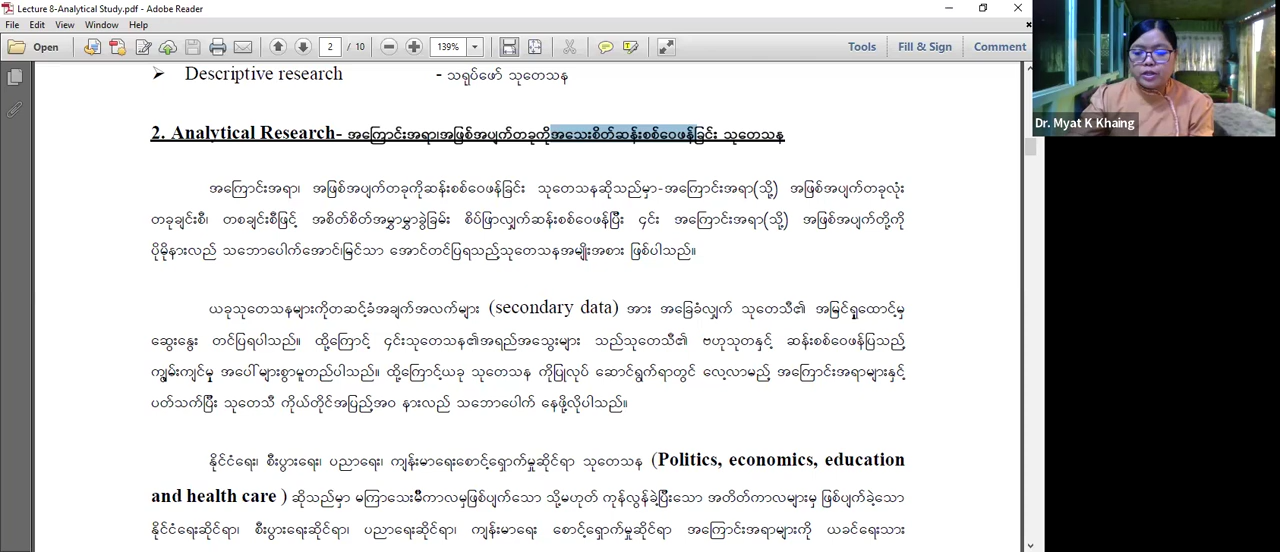 Lecture 8-Analytical Study.pdf - Adobe Reader
File Edit View Window Help
Open 2 / 10 139% Tools Fill & Sign Comment
Dr. Myat K Khaing
➢ Descriptive research - သရုပ်ဖော် သုတေသန
2. Analytical Research- အကြောင်းအရာ၊အဖြစ်အပျက်တခုကိုအသေးစိတ်ဆန်းစစ်ဝေဖန်ခြင်း သုတေသန
အကြောင်းအရာ၊ အဖြစ်အပျက်တခုကိုဆန်းစစ်ဝေဖန်ခြင်း သုတေသနဆိုသည်မှာ-အကြောင်းအရာ(သို့) အဖြစ်အပျက်တခုလုံး
တခုချင်းစီ၊ တစချင်းစီဖြင့် အစိတ်စိတ်အမွှာမွှာခွဲခြမ်း စိပ်ဖြာလျှက်ဆန်းစစ်ဝေဖန်ပြီး ၄င်း အကြောင်းအရာ(သို့) အဖြစ်အပျက်တို့ကို
ပိုမိုနားလည် သဘောပေါက်အောင်၊မြင်သာ အောင်တင်ပြရသည့်သုတေသနအမျိုးအစား ဖြစ်ပါသည်။
ယခုသုတေသနများကိုတဆင့်ခံအချက်အလက်များ (secondary data) အား အခြေခံလျှက် သုတေသီ၏ အမြင်ရှုထောင့်မှ
ဆွေးနွေး တင်ပြရပါသည်။ ထို့ကြောင့် ၄င်းသုတေသန၏အရည်အသွေးများ သည်သုတေသီ၏ ဗဟုသုတနှင့် ဆန်းစစ်ဝေဖန်ပြသည့်
ကျွမ်းကျင်မှု အပေါ်များစွာမူတည်ပါသည်။ ထို့ကြောင့်ယခု သုတေသန ကိုပြုလုပ် ဆောင်ရွက်ရာတွင် လေ့လာမည့် အကြောင်းအရာများနှင့်
ပတ်သက်ပြီး သုတေသီ ကိုယ်တိုင်အပြည့်အဝ နားလည် သဘောပေါက် နေဖို့လိုပါသည်။
နိုင်ငံရေး၊ စီးပွားရေး၊ ပညာရေး၊ ကျန်းမာရေးစောင့်ရှောက်မှုဆိုင်ရာ သုတေသန (Politics, economics, education
and health care ) ဆိုသည်မှာ မကြာသေးမီကာလမှဖြစ်ပျက်သော သို့မဟုတ် ကုန်လွန်ခဲ့ပြီးသော အတိတ်ကာလများမှ ဖြစ်ပျက်ခဲ့သော
နိုင်ငံရေးဆိုင်ရာ၊ စီးပွားရေးဆိုင်ရာ၊ ပညာရေးဆိုင်ရာ၊ ကျန်းမာရေး စောင့်ရှောက်မှုဆိုင်ရာ အကြောင်းအရာများကို ယခင်ရေးသား